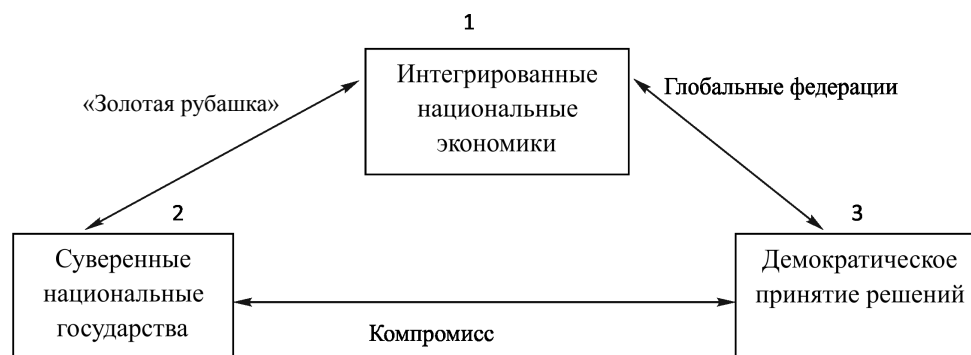 1
Интегрированные
национальные
экономики
«Золотая рубашка»
Глобальные федерации
2
Суверенные
национальные
государства
3
Демократическое
принятие решений
Компромисс